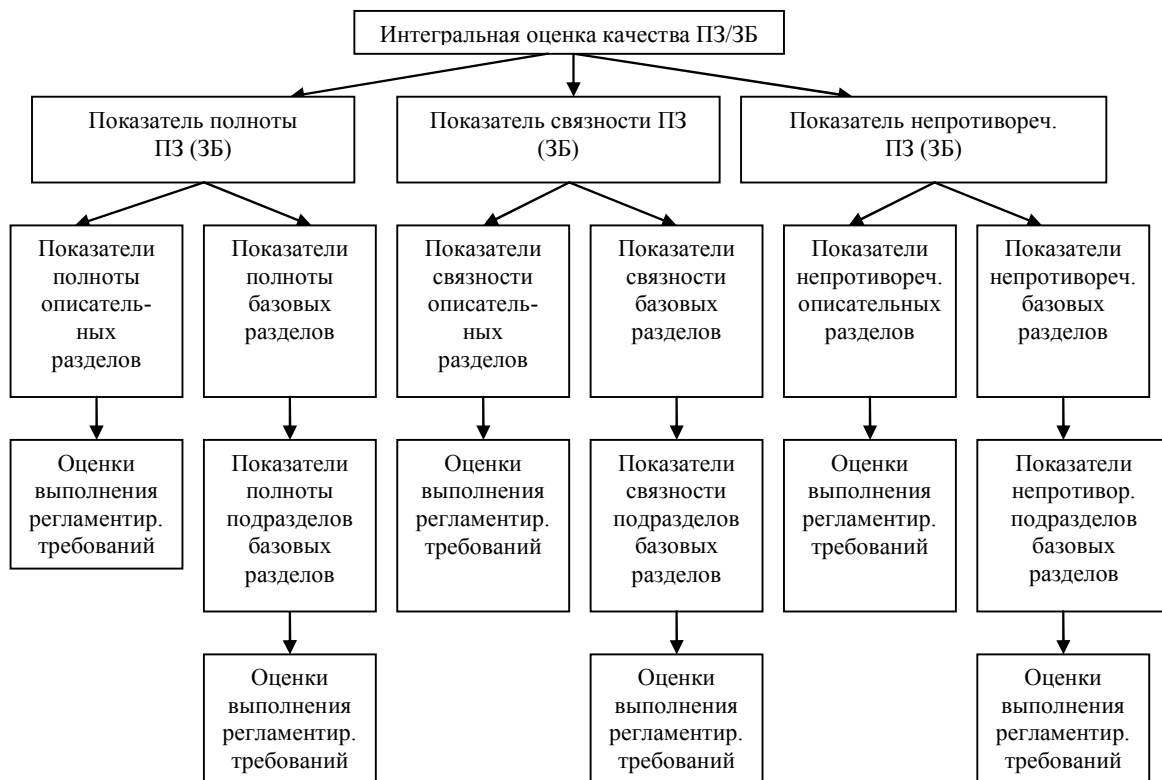 Интегральная оценка качества ПЗ/ЗБ
Показатель полноты
ПЗ (ЗБ)
Показатель связности ПЗ
(ЗБ)
Показатель непротивореч.
ПЗ (ЗБ)
Показатели
полноты
описатель-
ных
разделов
Показатели
полноты
базовых
разделов
Показатели
связности
описатель-
ных
разделов
Показатели
связности
базовых
разделов
Показатели
непротивореч.
описательных
разделов
Показатели
непротивореч.
базовых
разделов
Оценки
выполнения
регламентир.
требований
Показатели
полноты
подразделов
базовых
разделов
Оценки
выполнения
регламентир.
требований
Показатели
связности
подразделов
базовых
разделов
Оценки
выполнения
регламентир.
требований
Показатели
непротивор.
подразделов
базовых
разделов
Оценки
выполнения
регламентир.
требований
Оценки
выполнения
регламентир.
требований
Оценки
выполнения
регламентир.
требований